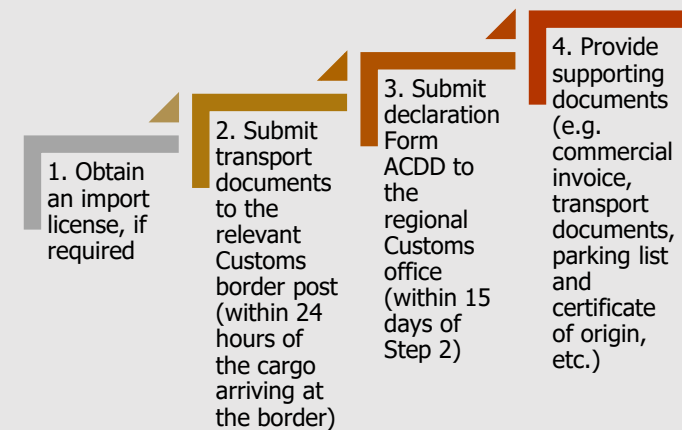 1. Obtain
an import
license, if
required
2. Submit
transport
documents
to the
relevant
Customs
border post
(within 24
hours of
the cargo
arriving at
the border)
3. Submit
declaration
Form
ACDD to
the
regional
Customs
office
(within 15
days of
Step 2)
4. Provide
supporting
documents
(e.g.
commercial
invoice,
transport
documents,
parking list
and
certificate
of origin,
etc.)